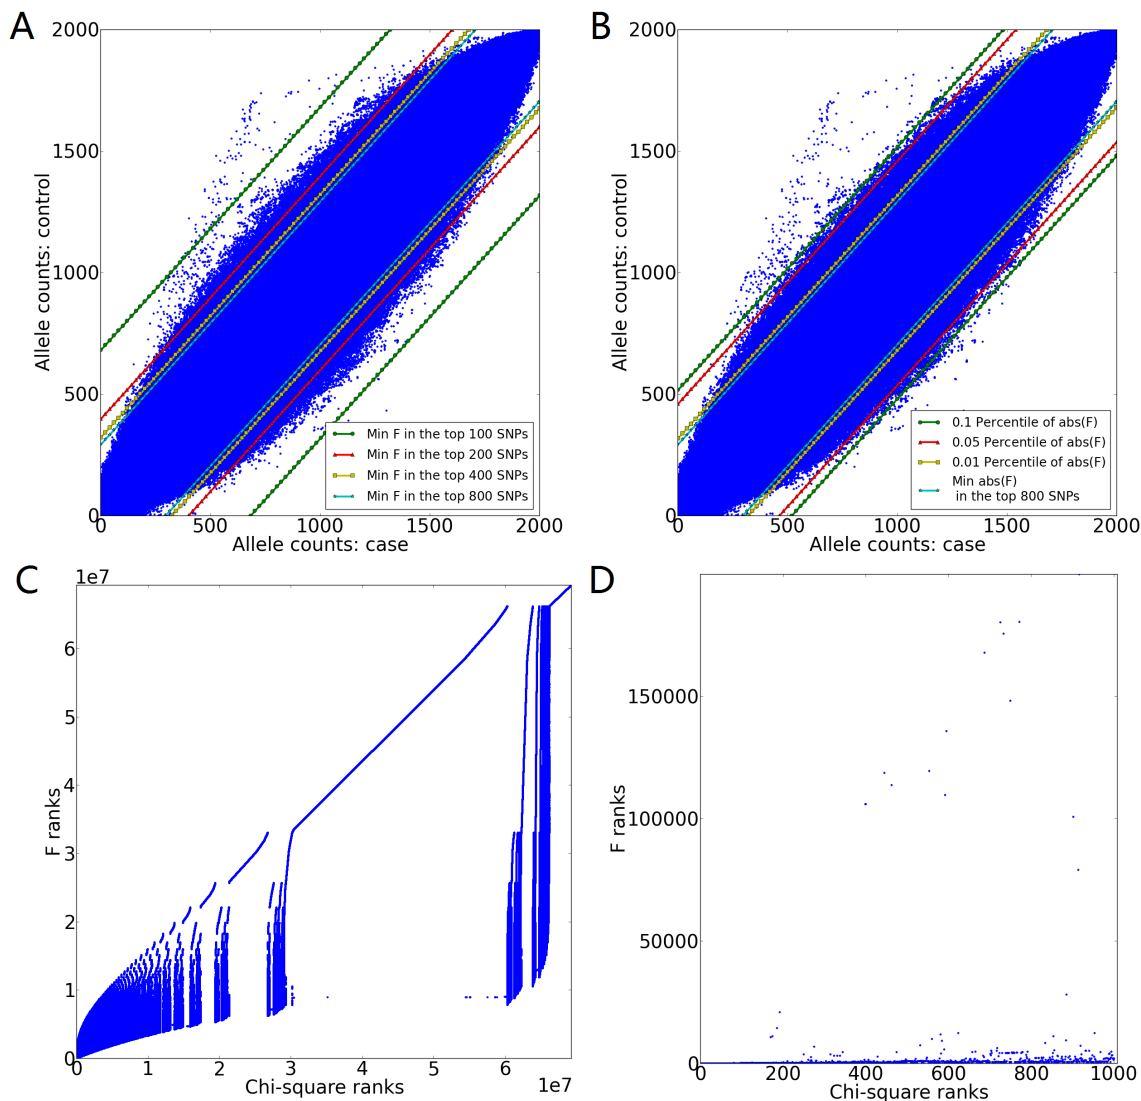 A
2000
1500
1000
500
0
Allele counts: control
500
1000
1500
2000
Allele counts: case
Min F in the top 100 SNPs
Min F in the top 200 SNPs
Min F in the top 400 SNPs
Min F in the top 800 SNPs
B
2000
1500
1000
500
0
Allele counts: control
500
1000
1500
2000
Allele counts: case
0.1 Percentile of abs(F)
0.05 Percentile of abs(F)
0.01 Percentile of abs(F)
Min abs(F)
in the top 800 SNPs
C
1e7
6
5
4
3
2
1
0
F ranks
0
1
2
3
4
5
6
1e7
Chi-square ranks
D
150000
100000
50000
0
F ranks
0
200
400
600
800
1000
Chi-square ranks